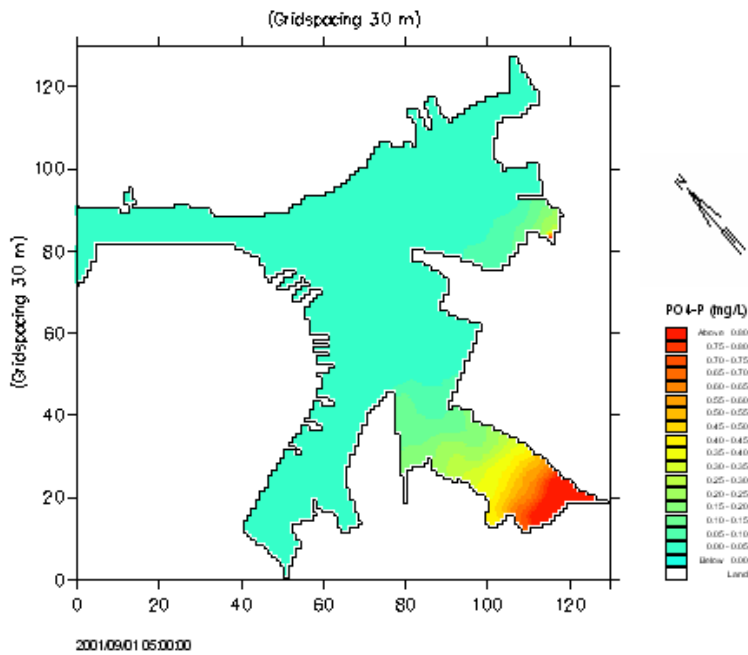 (Gridspacing 30 m)
(Gridspacing 30 m)
120
100
80
60
40
20
0
0 20 40 60 80 100 120
N
PO4-P (mg/L)
Above 0.80
0.75 - 0.80
0.70 - 0.75
0.65 - 0.70
0.60 - 0.65
0.55 - 0.60
0.50 - 0.55
0.45 - 0.50
0.40 - 0.45
0.35 - 0.40
0.30 - 0.35
0.25 - 0.30
0.20 - 0.25
0.15 - 0.20
0.10 - 0.15
0.05 - 0.10
0.00 - 0.05
Below 0.00
Land
2001/09/01 05:00:00